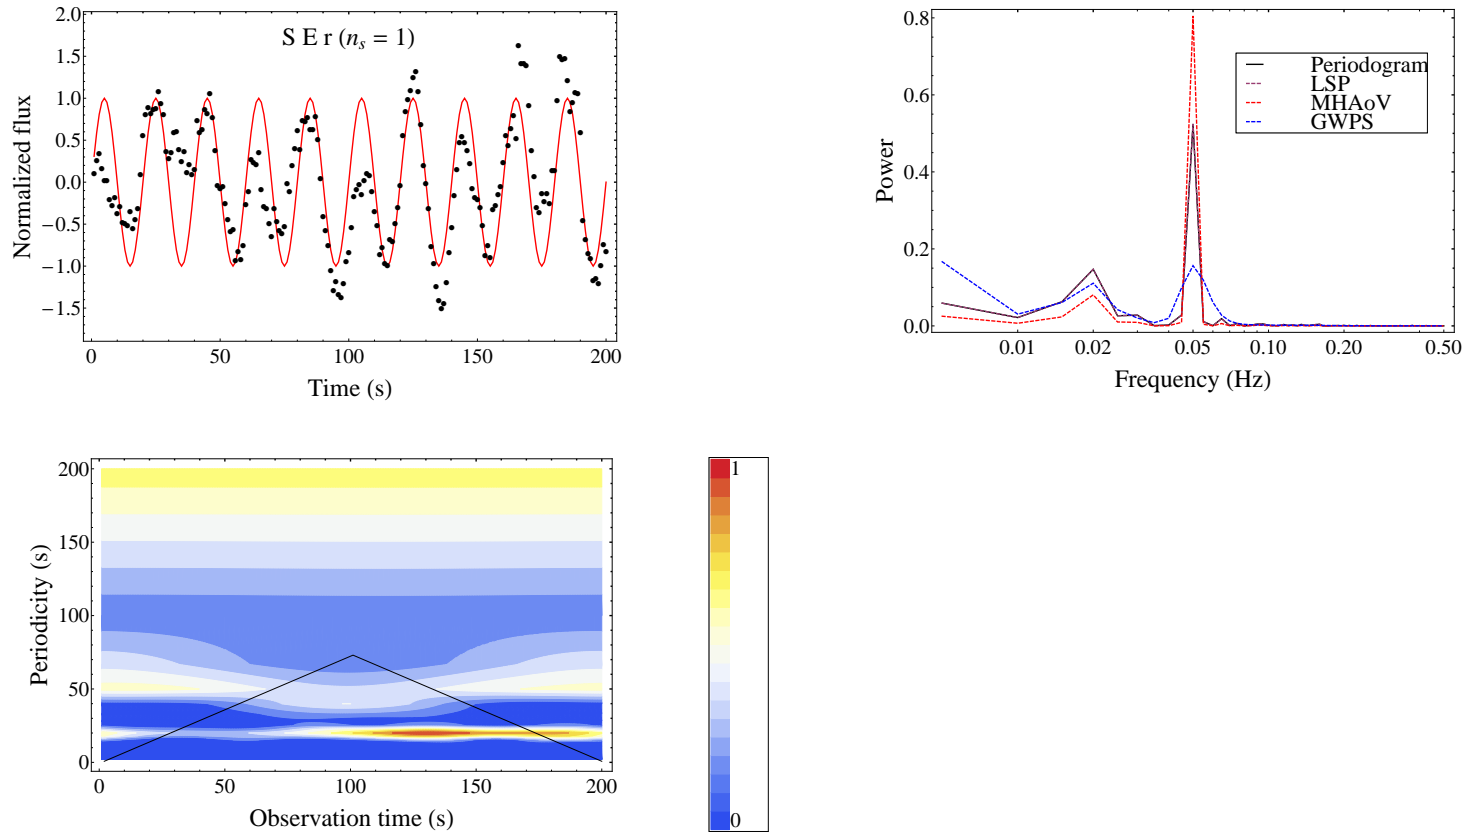 S E r (n_s = 1)
Normalized flux
2.0
1.0
0.5
0.0
−0.5
−1.0
−1.5
0 50 100 150 200
Time (s)
Power
0.8
0.6
0.4
0.2
0.0
Periodogram
LSP
MHAoV
GWPS
0.01 0.02 0.05 0.10 0.20 0.50
Frequency (Hz)
Periodicity (s)
200
150
100
50
0
0 50 100 150 200
Observation time (s)
1
0